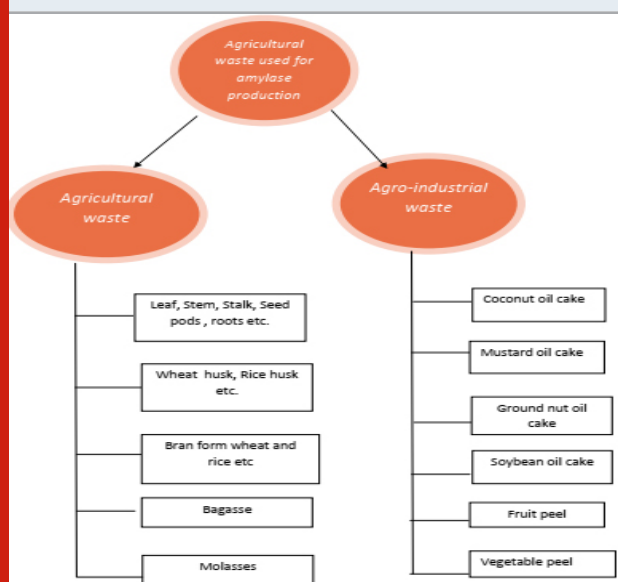 Agricultural
waste used for
amylase
production
Agricultural
waste
Agro-industrial
waste
Leaf, Stem, Stalk, Seed
pods , roots etc.
Wheat husk, Rice husk
etc.
Bran form wheat and
rice etc
Bagasse
Molasses
Coconut oil cake
Mustard oil cake
Ground nut oil
cake
Soybean oil cake
Fruit peel
Vegetable peel